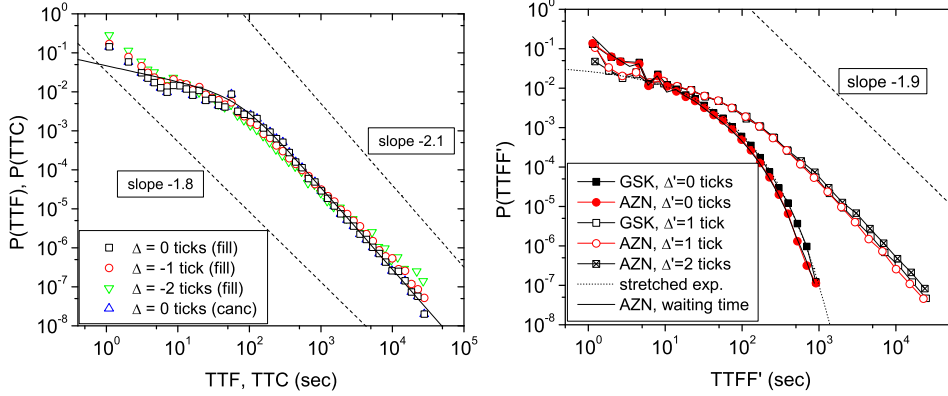 10^0
10^-1
10^-2
10^-3
10^-4
10^-5
10^-6
10^-7
10^-8
P(TTF), P(TTC)
slope -2.1
slope -1.8
Δ = 0 ticks (fill)
Δ = -1 tick (fill)
Δ = -2 ticks (fill)
Δ = 0 ticks (canc)
10^0 10^1 10^2 10^3 10^4 10^5
TTF, TTC (sec)
10^0
10^-1
10^-2
10^-3
10^-4
10^-5
10^-6
10^-7
10^-8
P(TTFF')
slope -1.9
GSK, Δ'=0 ticks
AZN, Δ'=0 ticks
GSK, Δ'=1 tick
AZN, Δ'=1 tick
AZN, Δ'=2 ticks
stretched exp.
AZN, waiting time
10^0 10^1 10^2 10^3 10^4
TTFF' (sec)